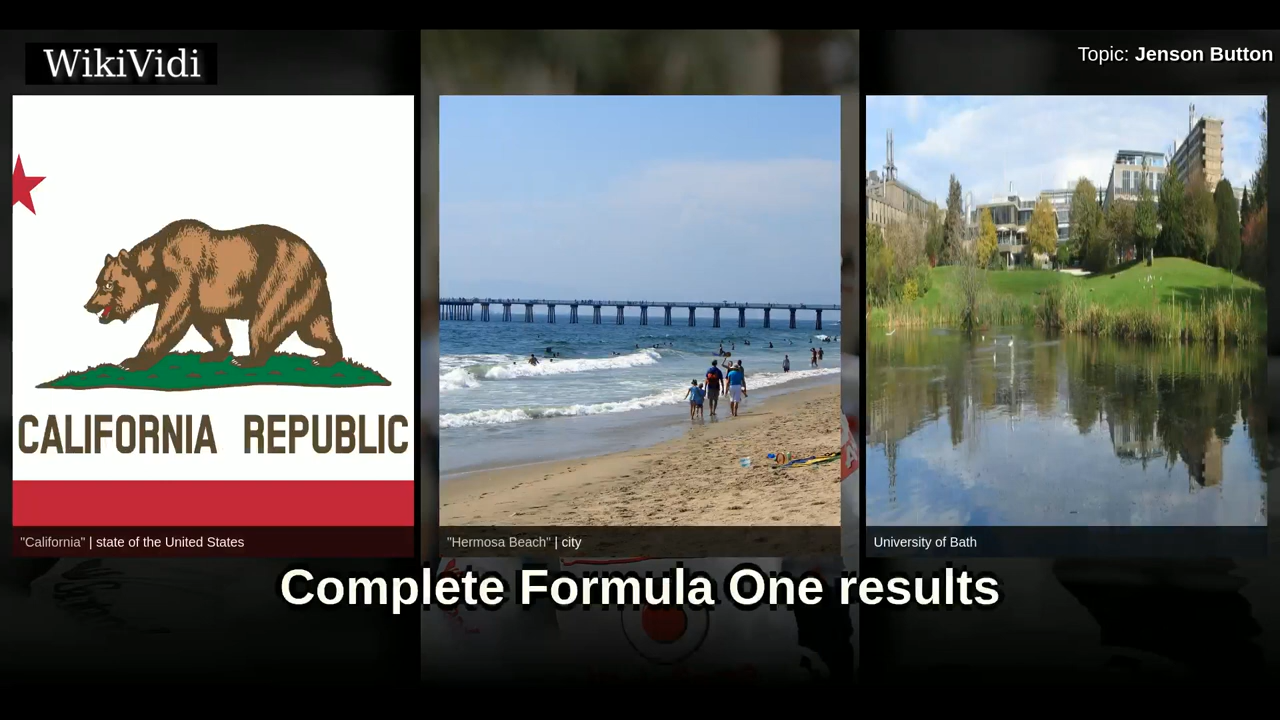 WikiVidi
Topic: Jenson Button
CALIFORNIA REPUBLIC
"California" | state of the United States
"Hermosa Beach" | city
University of Bath
Complete Formula One results